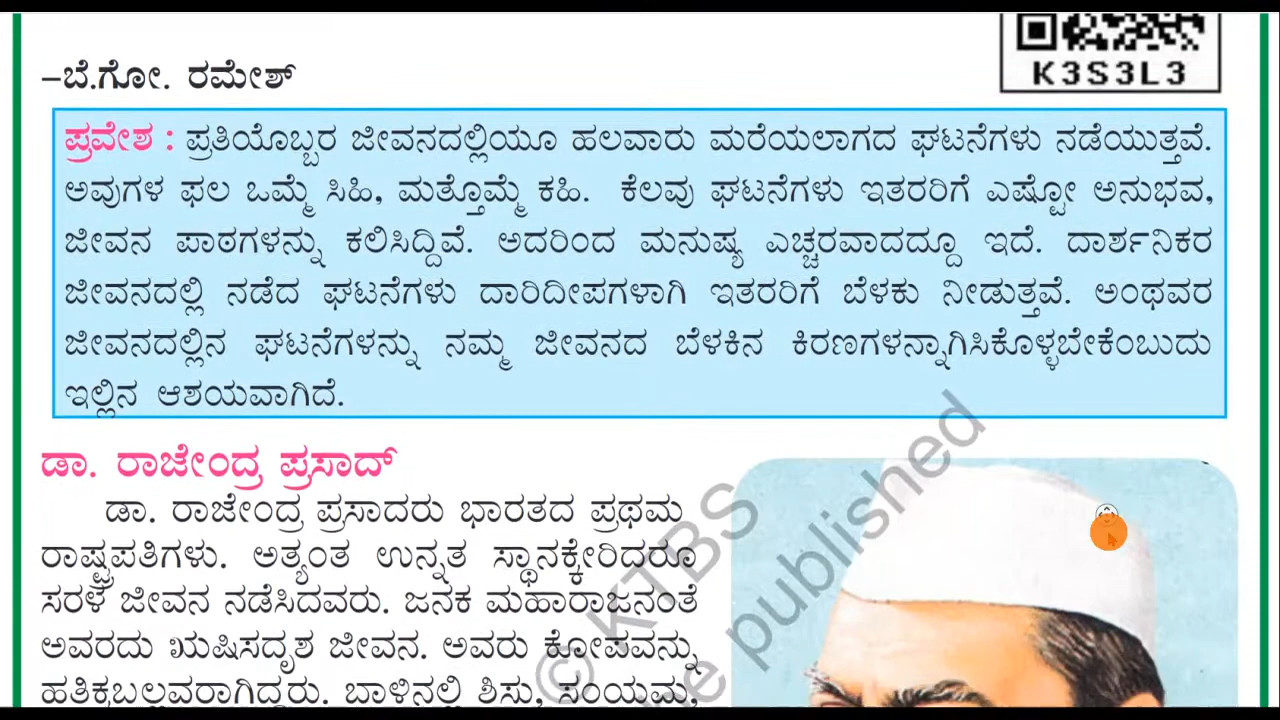 –ಬೆ.ಗೋ. ರಮೇಶ್
K3S3L3
ಪ್ರವೇಶ : ಪ್ರತಿಯೊಬ್ಬರ ಜೀವನದಲ್ಲಿಯೂ ಹಲವಾರು ಮರೆಯಲಾಗದ ಘಟನೆಗಳು ನಡೆಯುತ್ತವೆ.
ಅವುಗಳ ಫಲ ಒಮ್ಮೆ ಸಿಹಿ, ಮತ್ತೊಮ್ಮೆ ಕಹಿ. ಕೆಲವು ಘಟನೆಗಳು ಇತರರಿಗೆ ಎಷ್ಟೋ ಅನುಭವ,
ಜೀವನ ಪಾಠಗಳನ್ನು ಕಲಿಸಿದ್ದಿವೆ. ಅದರಿಂದ ಮನುಷ್ಯ ಎಚ್ಚರವಾದದ್ದೂ ಇದೆ. ದಾರ್ಶನಿಕರ
ಜೀವನದಲ್ಲಿ ನಡೆದ ಘಟನೆಗಳು ದಾರಿದೀಪಗಳಾಗಿ ಇತರರಿಗೆ ಬೆಳಕು ನೀಡುತ್ತವೆ. ಅಂಥವರ
ಜೀವನದಲ್ಲಿನ ಘಟನೆಗಳನ್ನು ನಮ್ಮ ಜೀವನದ ಬೆಳಕಿನ ಕಿರಣಗಳನ್ನಾಗಿಸಿಕೊಳ್ಳಬೇಕೆಂಬುದು
ಇಲ್ಲಿನ ಆಶಯವಾಗಿದೆ.
ಡಾ. ರಾಜೇಂದ್ರ ಪ್ರಸಾದ್
ಡಾ. ರಾಜೇಂದ್ರ ಪ್ರಸಾದರು ಭಾರತದ ಪ್ರಥಮ
ರಾಷ್ಟ್ರಪತಿಗಳು. ಅತ್ಯಂತ ಉನ್ನತ ಸ್ಥಾನಕ್ಕೇರಿದರೂ
ಸರಳ ಜೀವನ ನಡೆಸಿದವರು. ಜನಕ ಮಹಾರಾಜನಂತೆ
ಅವರದು ಋಷಿಸದೃಶ ಜೀವನ. ಅವರು ಕೋಪವನ್ನು
ಹತ್ತಿಕ್ಕಬಲ್ಲವರಾಗಿದ್ದರು. ಬಾಳಿನಲ್ಲಿ ಶಿಸ್ತು, ಸಂಯಮ,
© KTBS
be published